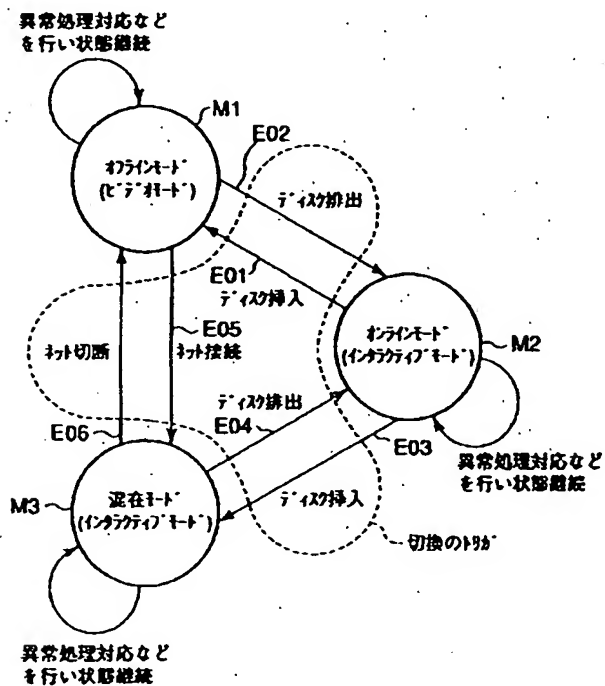 異常処理対応など
を行い状態継続
M1
E02
オフラインモード
(ビデオモード)
ディスク排出
E01
ディスク挿入
オンラインモード
(インタラクティブモード)
M2
E05
ネット接続
ネット切断
ディスク排出
E04
E06
E03
異常処理対応など
を行い状態継続
M3
混在モード
(インタラクティブモード)
ディスク挿入
切換のトリガ
異常処理対応など
を行い状態継続